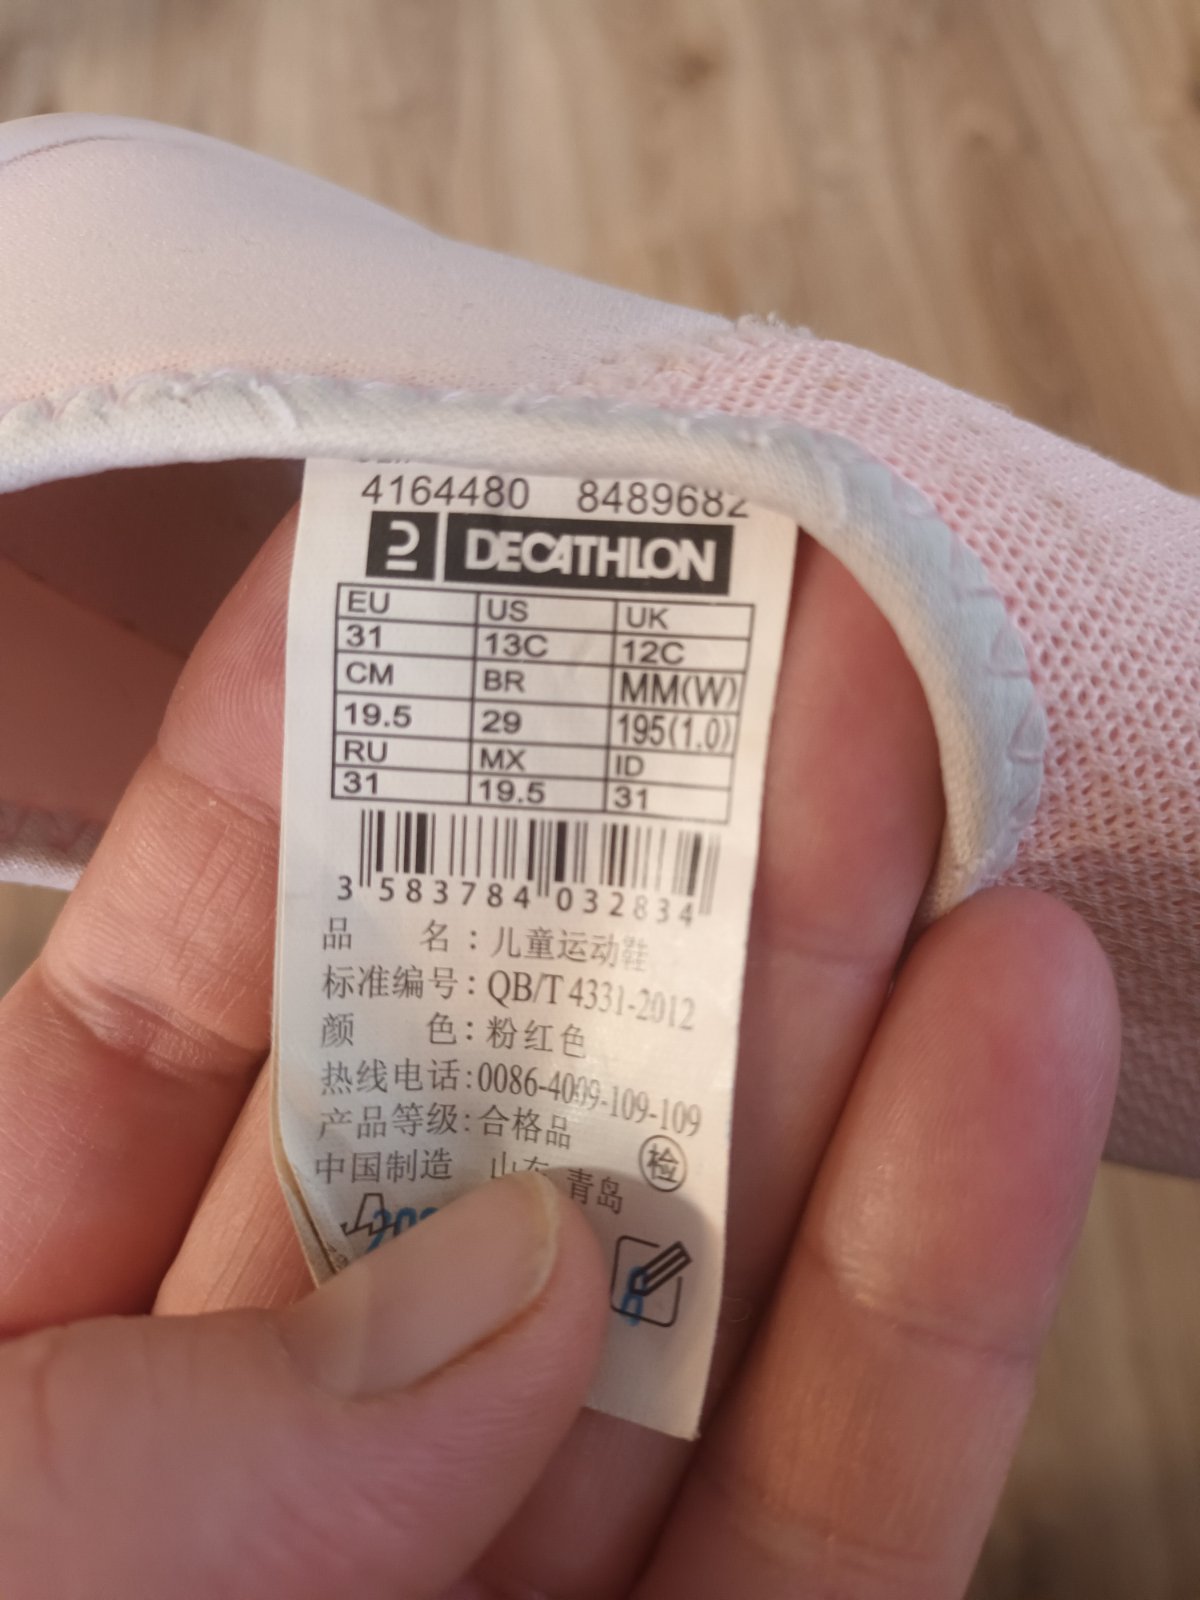 4164480 8489682
DECATHLON
EU US UK
31 13C 12C
CM BR MM(W)
19.5 29 195(1.0)
RU MX ID
31 19.5 31
3 583784 032834
品 名：儿童运动鞋
标准编号：QB/T 4331-2012
颜 色：粉红色
热线电话:0086-4009-109-109
产品等级:合格品
中国制造 山东 青岛
检